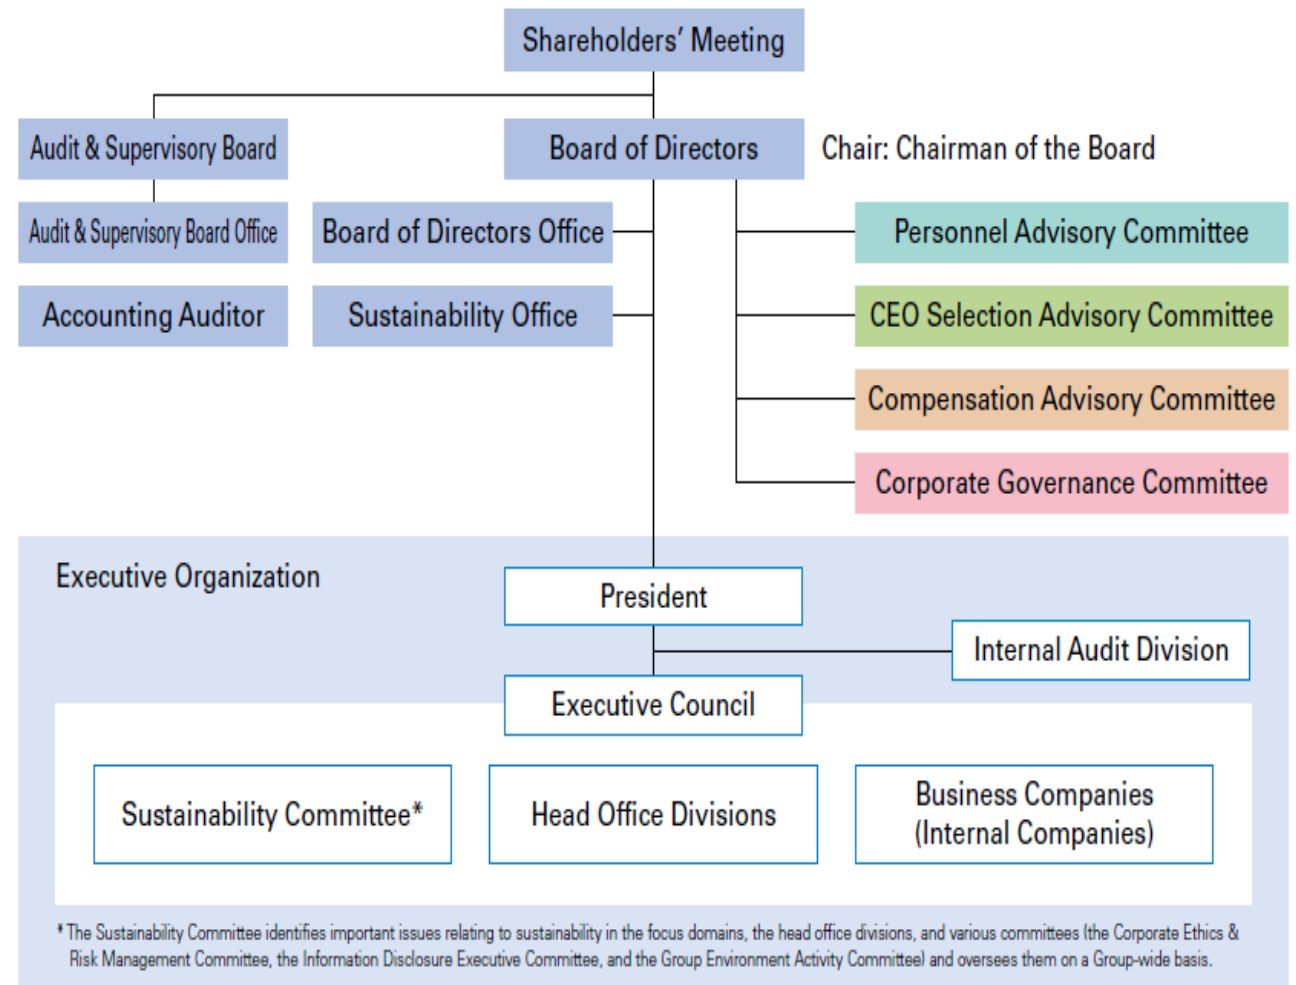 Shareholders’ Meeting
Audit & Supervisory Board
Board of Directors
Chair: Chairman of the Board
Audit & Supervisory Board Office
Board of Directors Office
Personnel Advisory Committee
Accounting Auditor
Sustainability Office
CEO Selection Advisory Committee
Compensation Advisory Committee
Corporate Governance Committee
Executive Organization
President
Internal Audit Division
Executive Council
Sustainability Committee*
Head Office Divisions
Business Companies
(Internal Companies)
* The Sustainability Committee identifies important issues relating to sustainability in the focus domains, the head office divisions, and various committees (the Corporate Ethics &
Risk Management Committee, the Information Disclosure Executive Committee, and the Group Environment Activity Committee) and oversees them on a Group-wide basis.